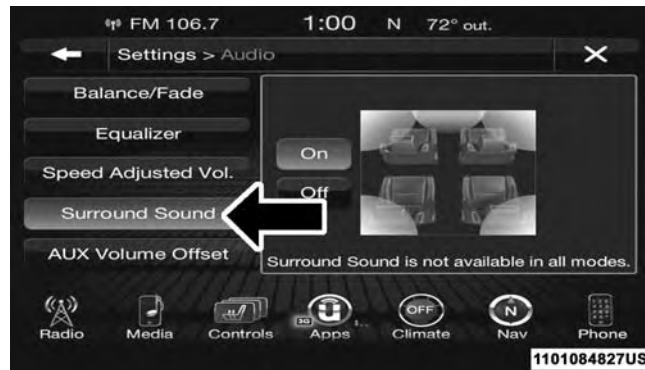 FM 106.7 1:00 N 72° out.
Settings > Audio
Balance/Fade
Equalizer
Speed Adjusted Vol.
Surround Sound
AUX Volume Offset
On
Off
Surround Sound is not available in all modes.
3G
OFF
N
Radio Media Controls Apps Climate Nav Phone
1101084827US